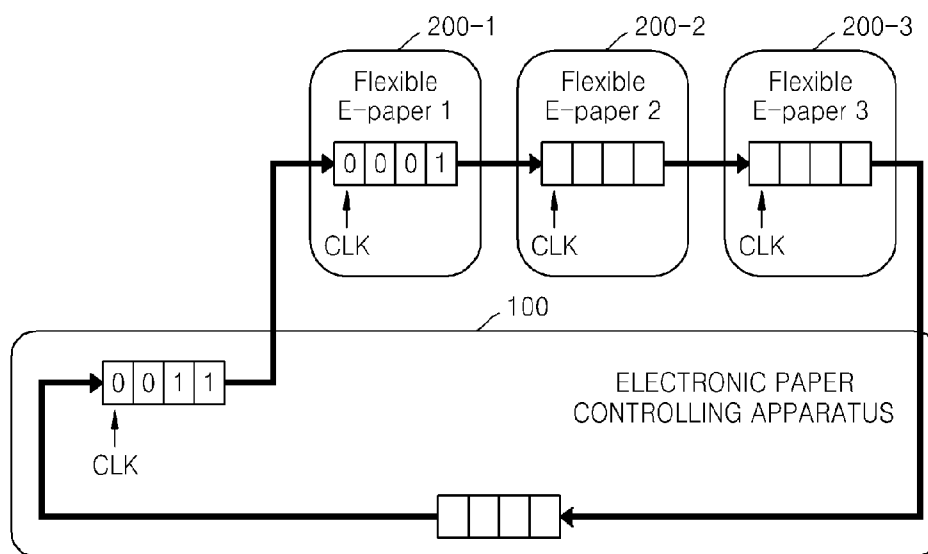 200-1 200-2 200-3
Flexible
E-paper 1
Flexible
E-paper 2
Flexible
E-paper 3
0 0 0 1
CLK
CLK
CLK
100
0 0 1 1
CLK
ELECTRONIC PAPER
CONTROLLING APPARATUS